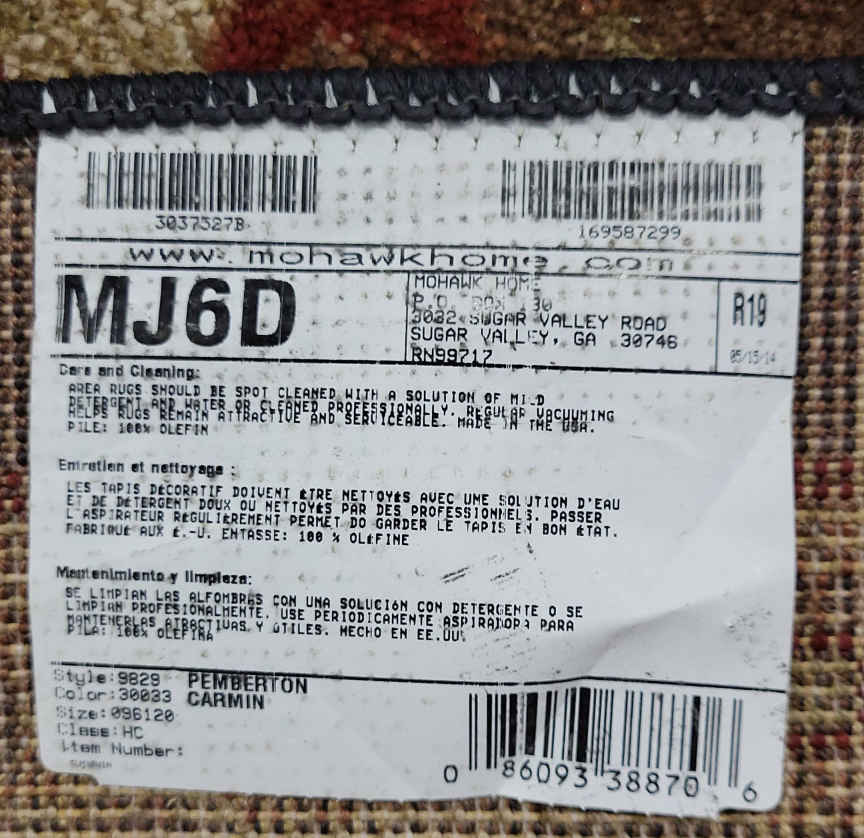 3037527B
169587299
www.mohawkhome.com
MJ6D
MOHAWK HOME
P.O. BOX 130
3032 SUGAR VALLEY ROAD
SUGAR VALLEY, GA 30746
RN99717
R19
05/15/14
Care and Cleaning:
AREA RUGS SHOULD BE SPOT CLEANED WITH A SOLUTION OF MILD
DETERGENT AND WATER OR CLEANED PROFESSIONALLY. REGULAR VACUUMING
HELPS RUGS REMAIN ATTRACTIVE AND SERVICEABLE. MADE IN THE USA.
PILE: 100% OLEFIN
Entretien et nettoyage :
LES TAPIS DÉCORATIF DOIVENT ÊTRE NETTOYÉS AVEC UNE SOLUTION D'EAU
ET DE DÉTERGENT DOUX OU NETTOYÉS PAR DES PROFESSIONNELS. PASSER
L'ASPIRATEUR RÉGULIÈREMENT PERMET DO GARDER LE TAPIS EN BON ÉTAT.
FABRIQUÉ AUX É.-U. ENTASSE: 100 % OLÉFINE
Mantenimiento y limpieza:
SE LIMPIAN LAS ALFOMBRAS CON UNA SOLUCIÓN CON DETERGENTE O SE
LIMPIAN PROFESIONALMENTE. USE PERIODICAMENTE ASPIRADORA PARA
MANTENERLAS ATRACTIVAS Y ÚTILES. HECHO EN EE.UU.
PILA: 100% OLEFINA
Style:9829 PEMBERTON
Color:30033 CARMIN
Size:096120
Class:HC
Item Number:
0 86093 38870 6